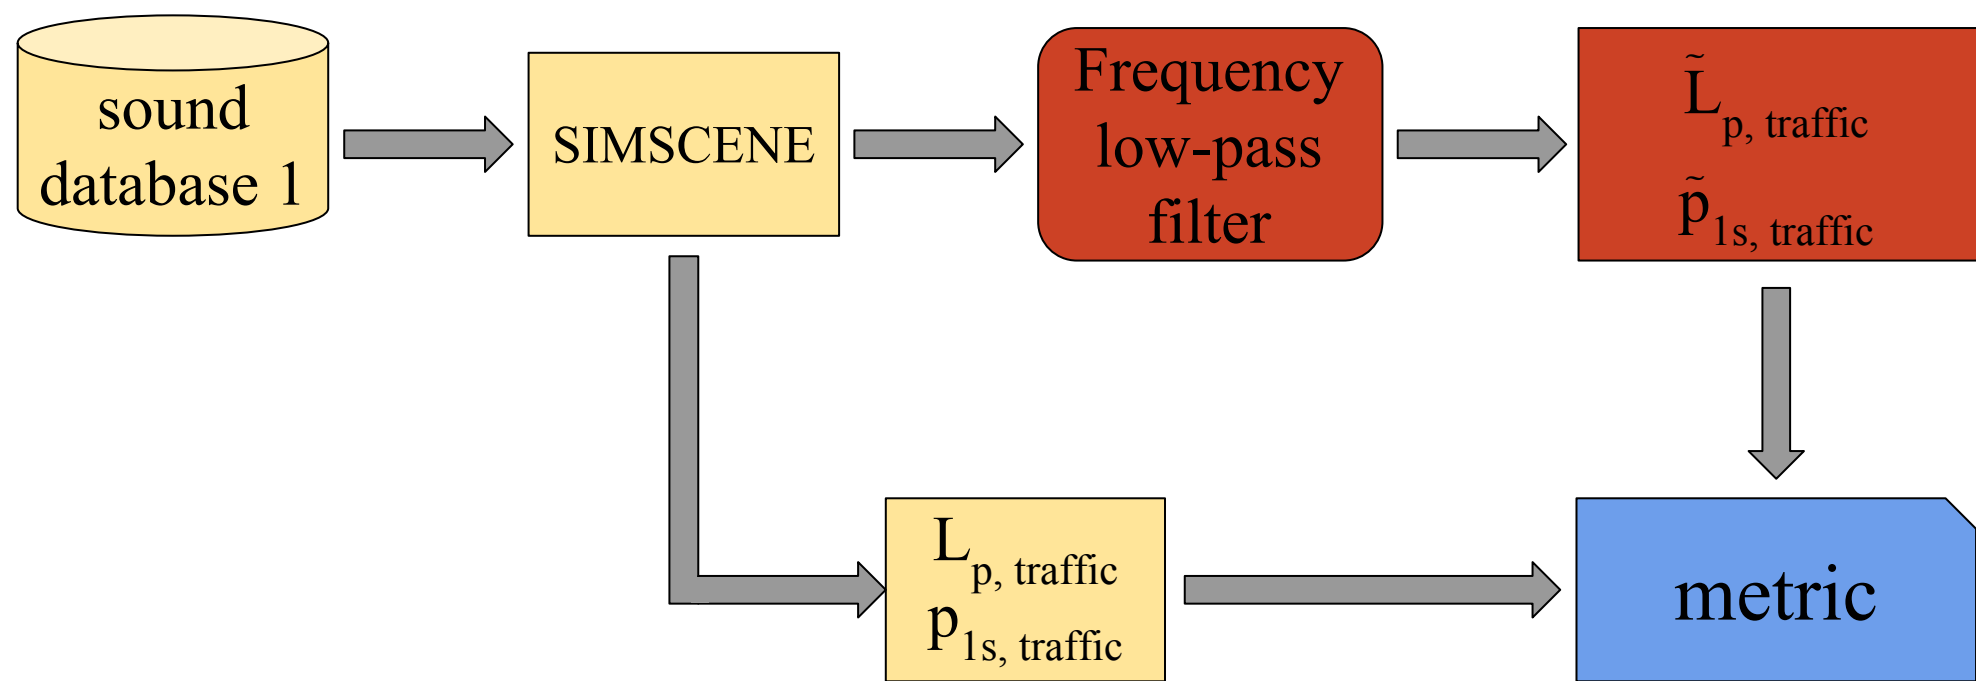 sound
database 1
SIMSCENE
Frequency
low-pass
filter
L̃p, traffic
p̃1s, traffic
Lp, traffic
p1s, traffic
metric